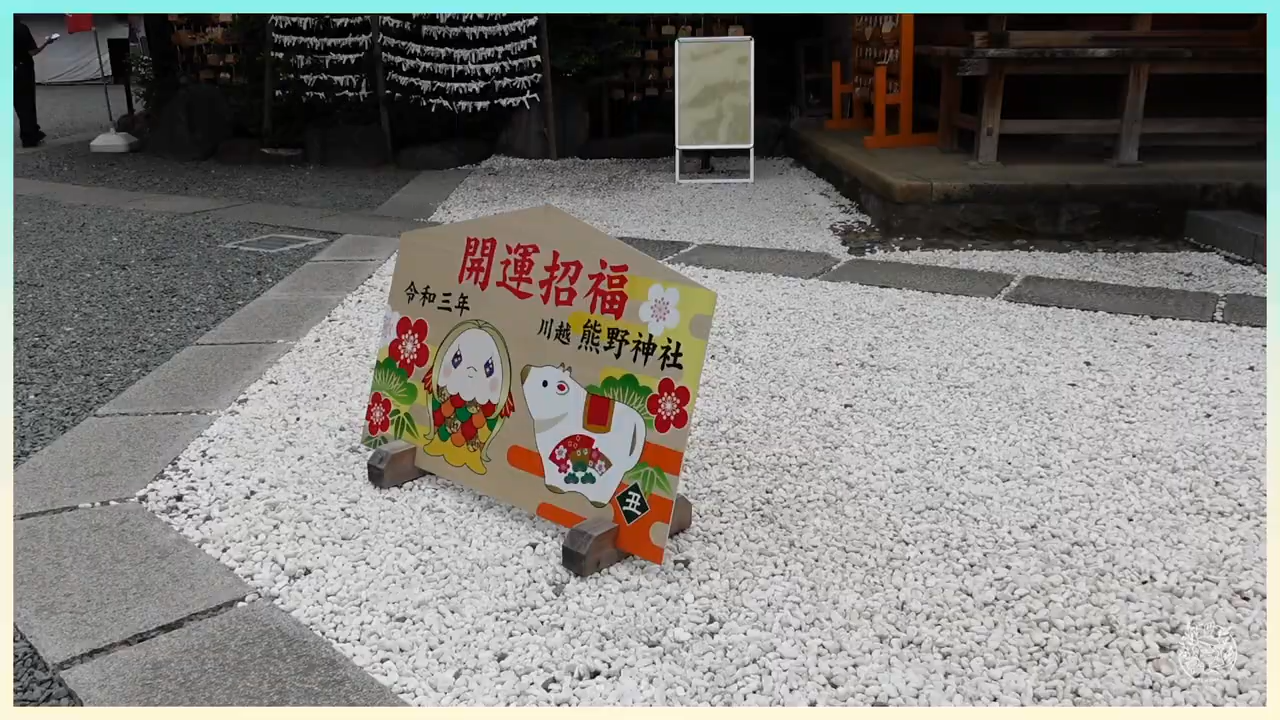 開運招福
令和三年
川越 熊野神社
丑